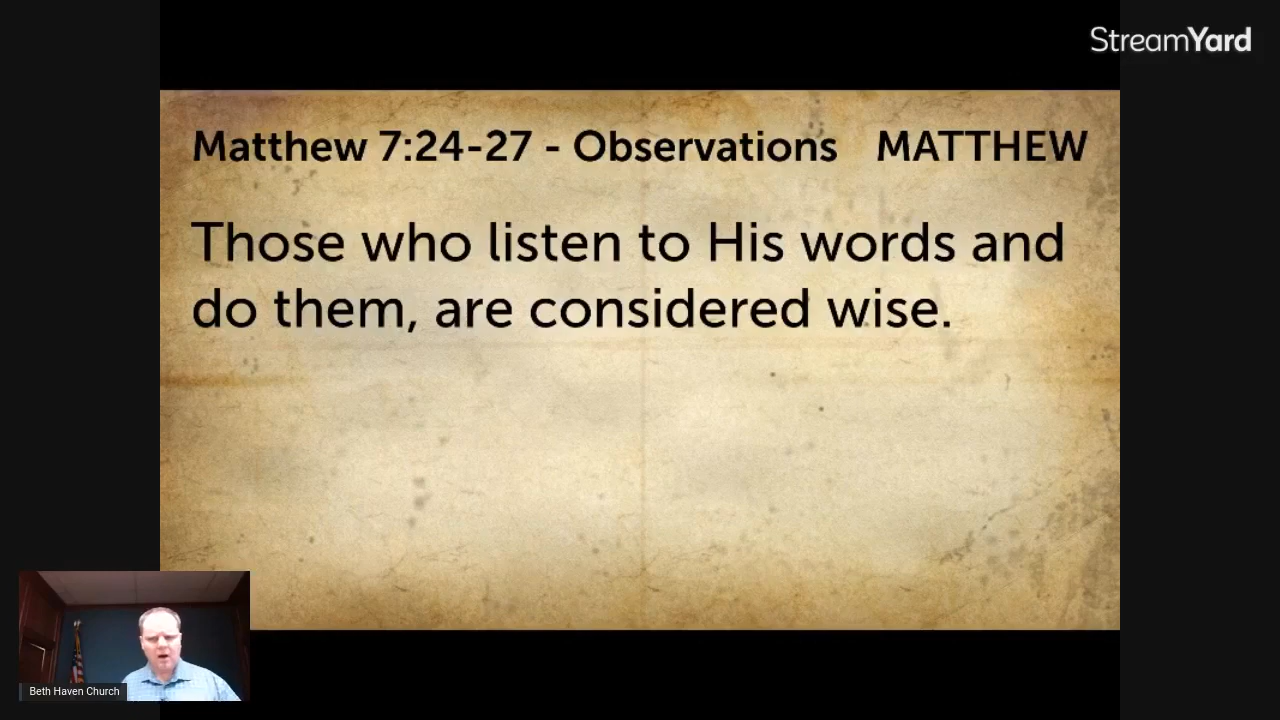 StreamYard
Matthew 7:24-27 - Observations MATTHEW
Those who listen to His words and
do them, are considered wise.
Beth Haven Church